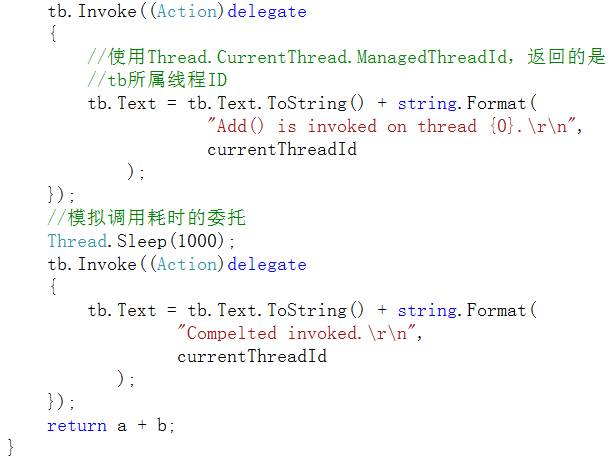 tb.Invoke((Action)delegate
{
//使用Thread.CurrentThread.ManagedThreadId，返回的是
//tb所属线程ID
tb.Text = tb.Text.ToString() + string.Format(
"Add() is invoked on thread {0}.\r\n",
currentThreadId
);
});
//模拟调用耗时的委托
Thread.Sleep(1000);
tb.Invoke((Action)delegate
{
tb.Text = tb.Text.ToString() + string.Format(
"Compelted invoked.\r\n",
currentThreadId
);
});
return a + b;
}